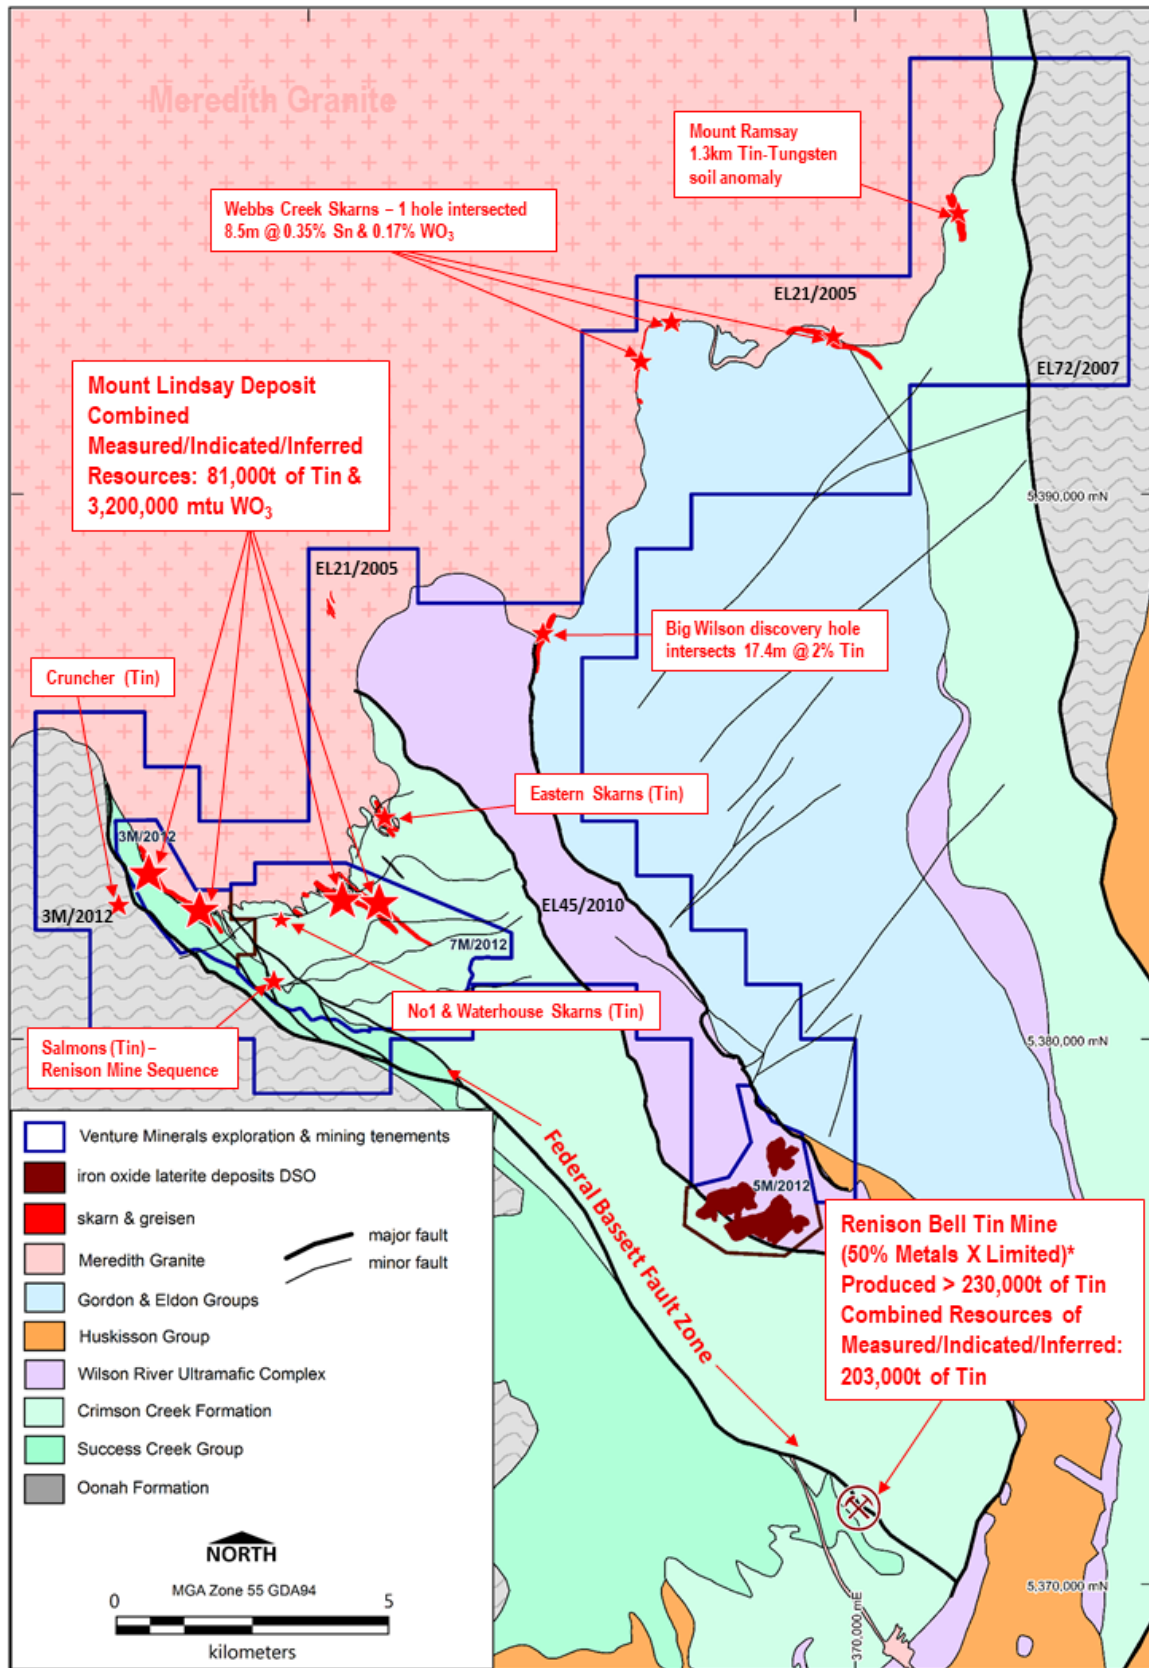 Meredith Granite
Mount Ramsay
1.3km Tin-Tungsten
soil anomaly
Webbs Creek Skarns – 1 hole intersected
8.5m @ 0.35% Sn & 0.17% WO₃
EL21/2005
EL72/2007
Mount Lindsay Deposit
Combined
Measured/Indicated/Inferred
Resources: 81,000t of Tin &
3,200,000 mtu WO₃
5,390,000 mN
EL21/2005
Big Wilson discovery hole
intersects 17.4m @ 2% Tin
Cruncher (Tin)
Eastern Skarns (Tin)
3M/2012
3M/2012
EL45/2010
7M/2012
No1 & Waterhouse Skarns (Tin)
Salmons (Tin) –
Renison Mine Sequence
5,380,000 mN
Federal Bassett Fault Zone
5M/2012
Venture Minerals exploration & mining tenements
iron oxide laterite deposits DSO
skarn & greisen
Meredith Granite
Gordon & Eldon Groups
Huskisson Group
Wilson River Ultramafic Complex
Crimson Creek Formation
Success Creek Group
Oonah Formation
major fault
minor fault
Renison Bell Tin Mine
(50% Metals X Limited)*
Produced > 230,000t of Tin
Combined Resources of
Measured/Indicated/Inferred:
203,000t of Tin
NORTH
MGA Zone 55 GDA94
0 5
kilometers
5,370,000 mN
370,000 mE